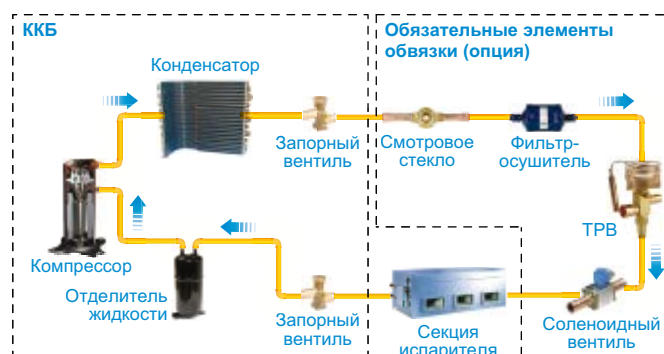 ККБ
Обязательные элементы
обвязки (опция)
Конденсатор
Запорный
вентиль
Смотровое
стекло
Фильтр-
осушитель
ТРВ
Компрессор
Отделитель
жидкости
Запорный
вентиль
Секция
испарителя
Соленоидный
вентиль